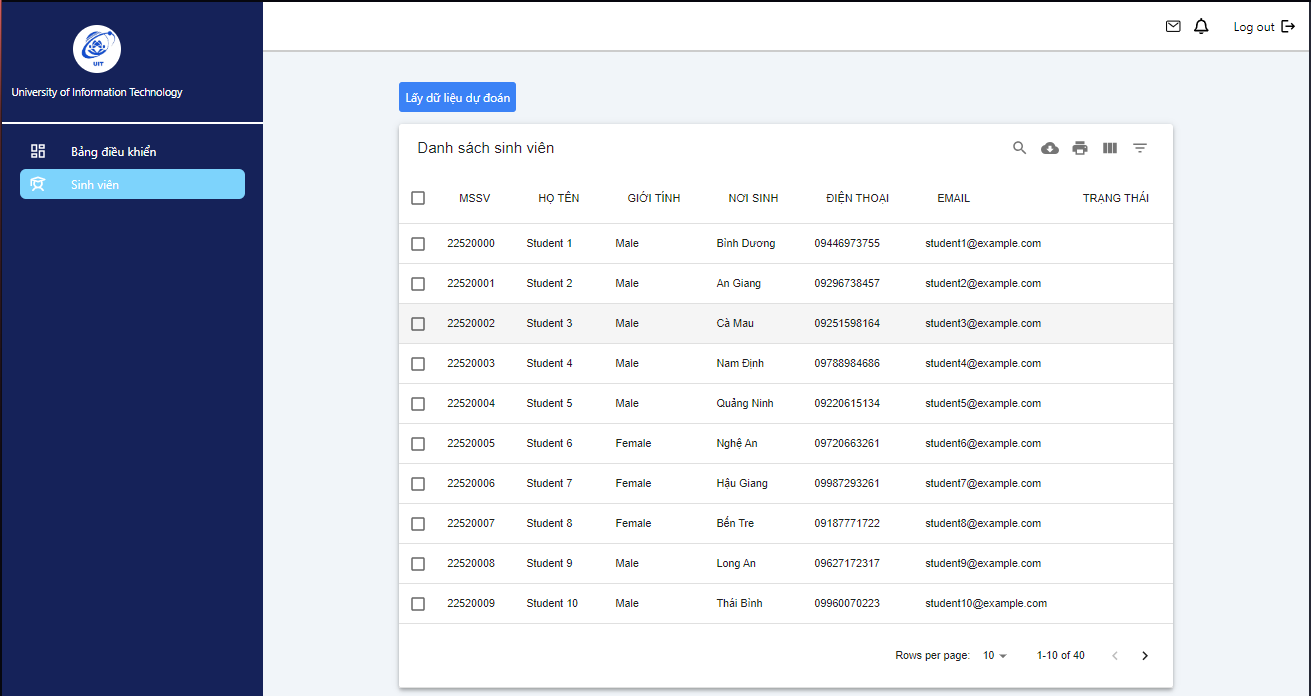 UIT
University of Information Technology
Log out
Bảng điều khiển
Sinh viên
Lấy dữ liệu dự đoán
Danh sách sinh viên
MSSV HỌ TÊN GIỚI TÍNH NƠI SINH ĐIỆN THOẠI EMAIL TRẠNG THÁI
22520000 Student 1 Male Bình Dương 09446973755 student1@example.com
22520001 Student 2 Male An Giang 09296738457 student2@example.com
22520002 Student 3 Male Cà Mau 09251598164 student3@example.com
22520003 Student 4 Male Nam Định 09788984686 student4@example.com
22520004 Student 5 Male Quảng Ninh 09220615134 student5@example.com
22520005 Student 6 Female Nghệ An 09720663261 student6@example.com
22520006 Student 7 Female Hậu Giang 09987293261 student7@example.com
22520007 Student 8 Female Bến Tre 09187771722 student8@example.com
22520008 Student 9 Male Long An 09627172317 student9@example.com
22520009 Student 10 Male Thái Bình 09960070223 student10@example.com
Rows per page: 10 1-10 of 40